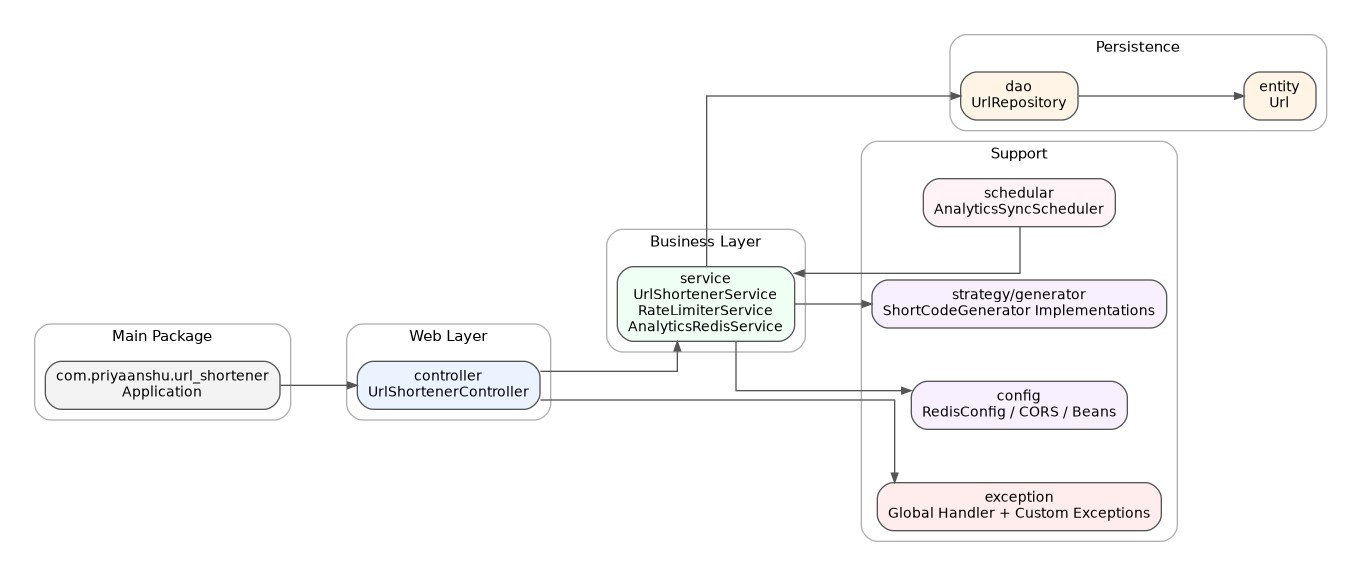 Persistence
dao
UrlRepository
entity
Url
Support
schedular
AnalyticsSyncScheduler
Business Layer
service
UrlShortenerService
RateLimiterService
AnalyticsRedisService
strategy/generator
ShortCodeGenerator Implementations
Main Package
com.priyaanshu.url_shortener
Application
Web Layer
controller
UrlShortenerController
config
RedisConfig / CORS / Beans
exception
Global Handler + Custom Exceptions